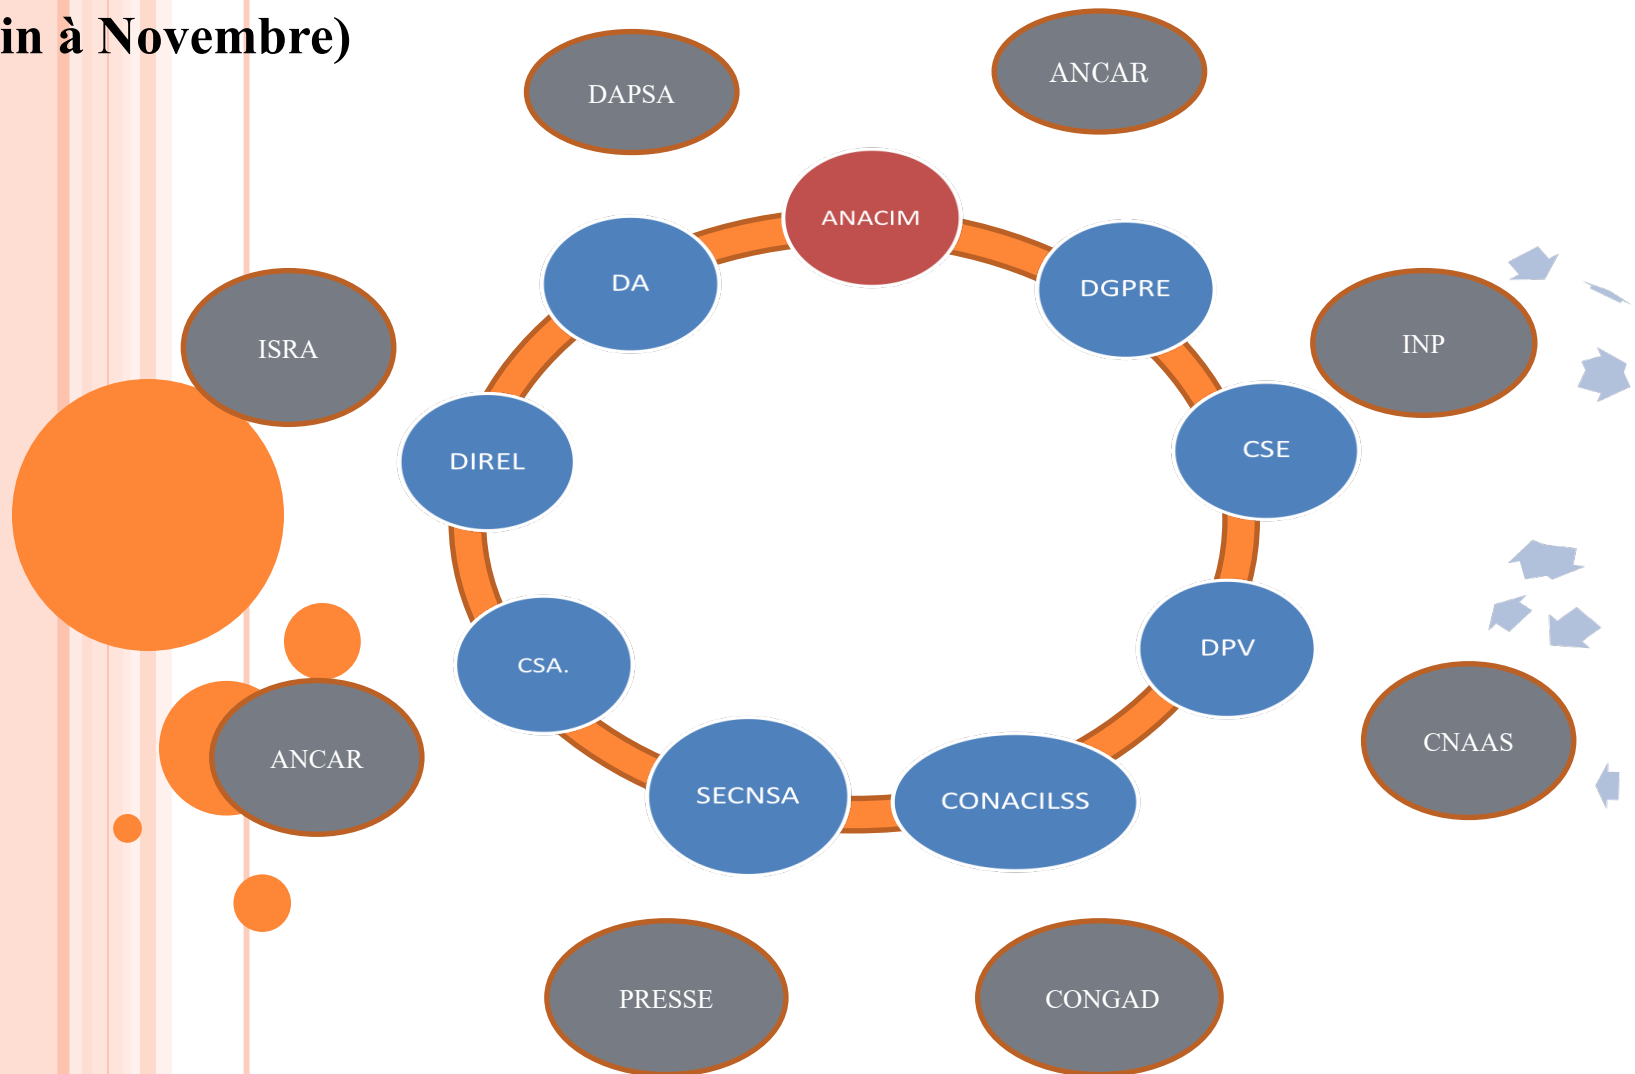 in à Novembre)
DAPSA
ANCAR
ANACIM
DA
DGPRE
ISRA
INP
DIREL
CSE
CSA.
DPV
ANCAR
CNAAS
SECNSA
CONACILSS
PRESSE
CONGAD